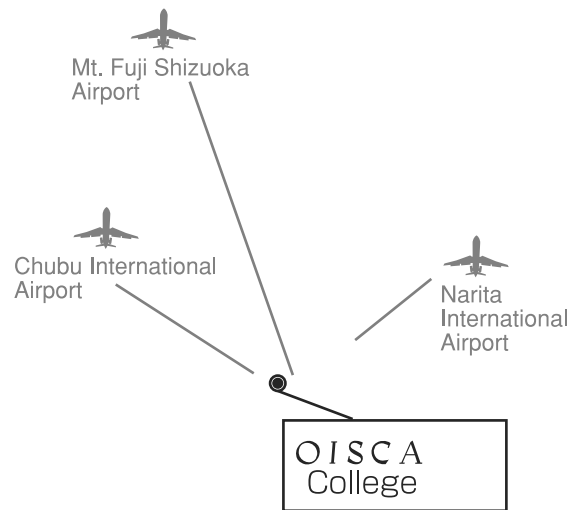 Mt. Fuji Shizuoka
Airport
Chubu International
Airport
Narita
International
Airport
OISCA
College